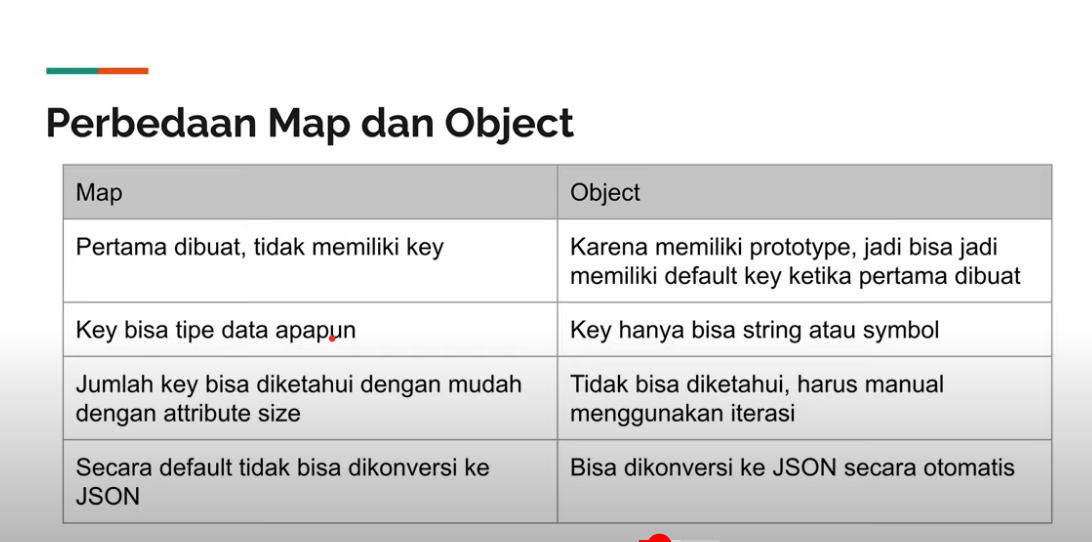 Perbedaan Map dan Object
Map
Object
Pertama dibuat, tidak memiliki key
Karena memiliki prototype, jadi bisa jadi
memiliki default key ketika pertama dibuat
Key bisa tipe data apapun
Key hanya bisa string atau symbol
Jumlah key bisa diketahui dengan mudah
dengan attribute size
Tidak bisa diketahui, harus manual
menggunakan iterasi
Secara default tidak bisa dikonversi ke
JSON
Bisa dikonversi ke JSON secara otomatis